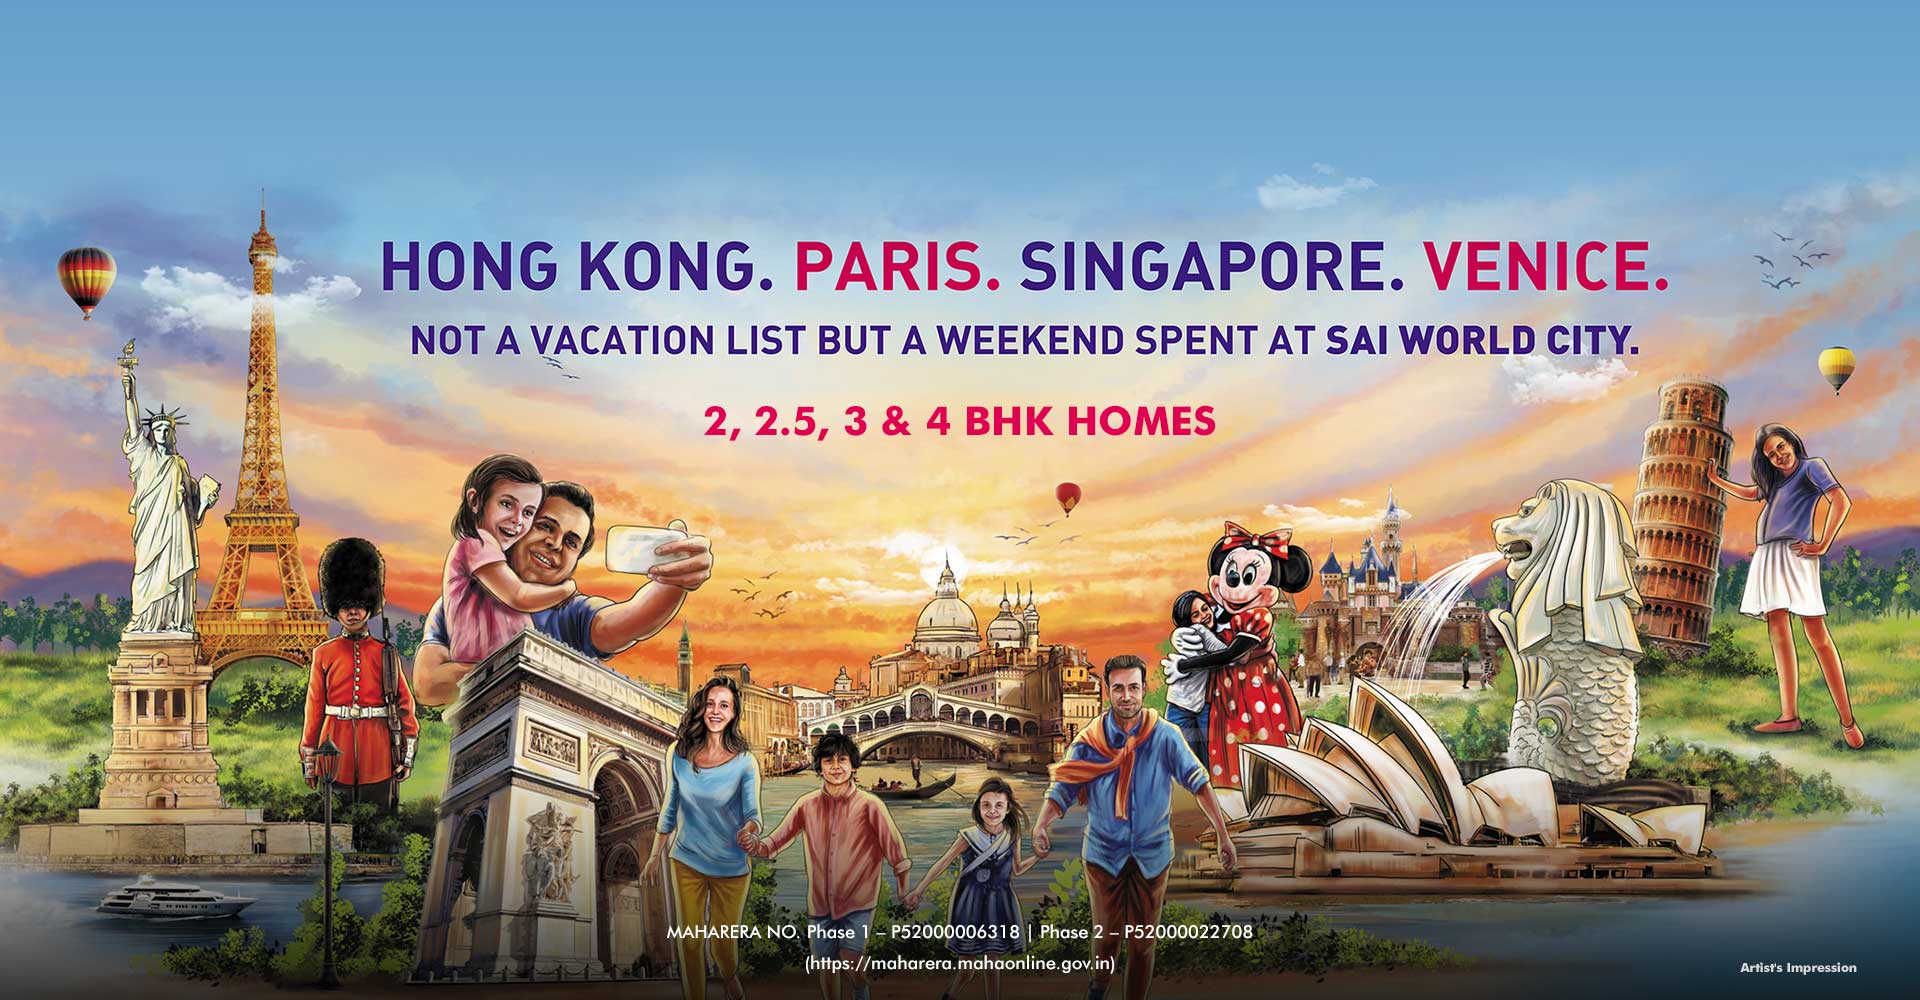 HONG KONG. PARIS. SINGAPORE. VENICE.
NOT A VACATION LIST BUT A WEEKEND SPENT AT SAI WORLD CITY.
2, 2.5, 3 & 4 BHK HOMES
MAHARERA NO. Phase 1 – P52000006318 | Phase 2 – P52000022708
(https://maharera.mahaonline.gov.in)
Artist's Impression